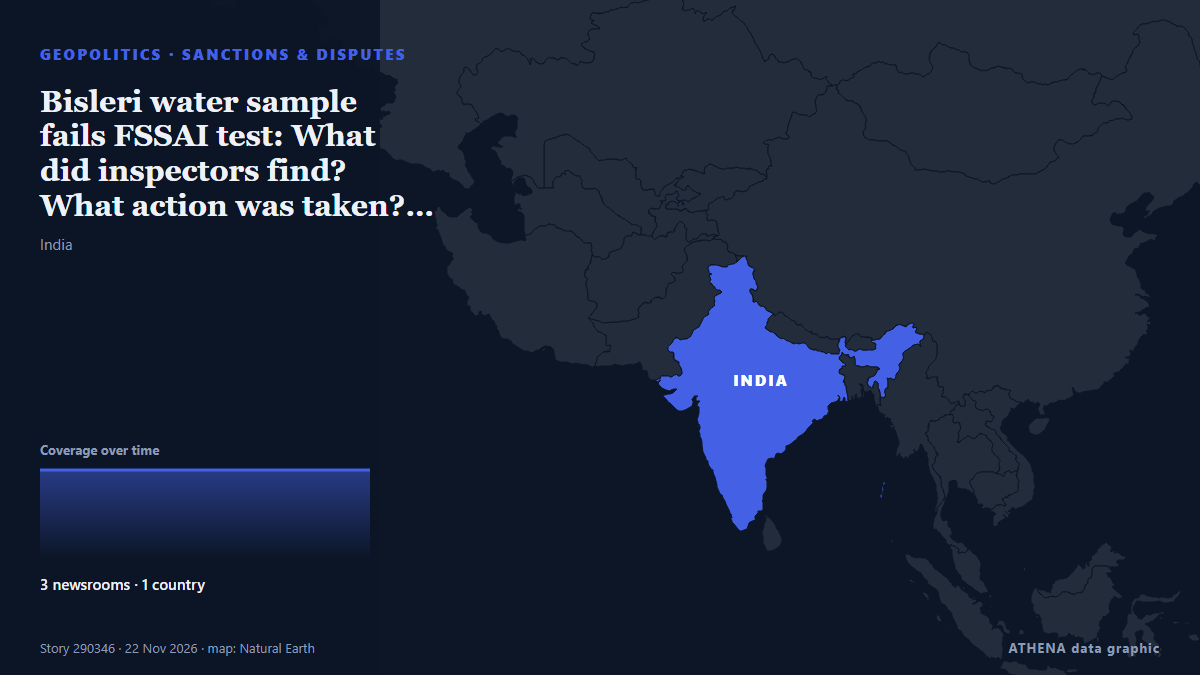 GEOPOLITICS · SANCTIONS & DISPUTES
Bisleri water sample
fails FSSAI test: What
did inspectors find?
What action was taken?...
India
INDIA
Coverage over time
3 newsrooms · 1 country
Story 290346 · 22 Nov 2026 · map: Natural Earth
ATHENA data graphic